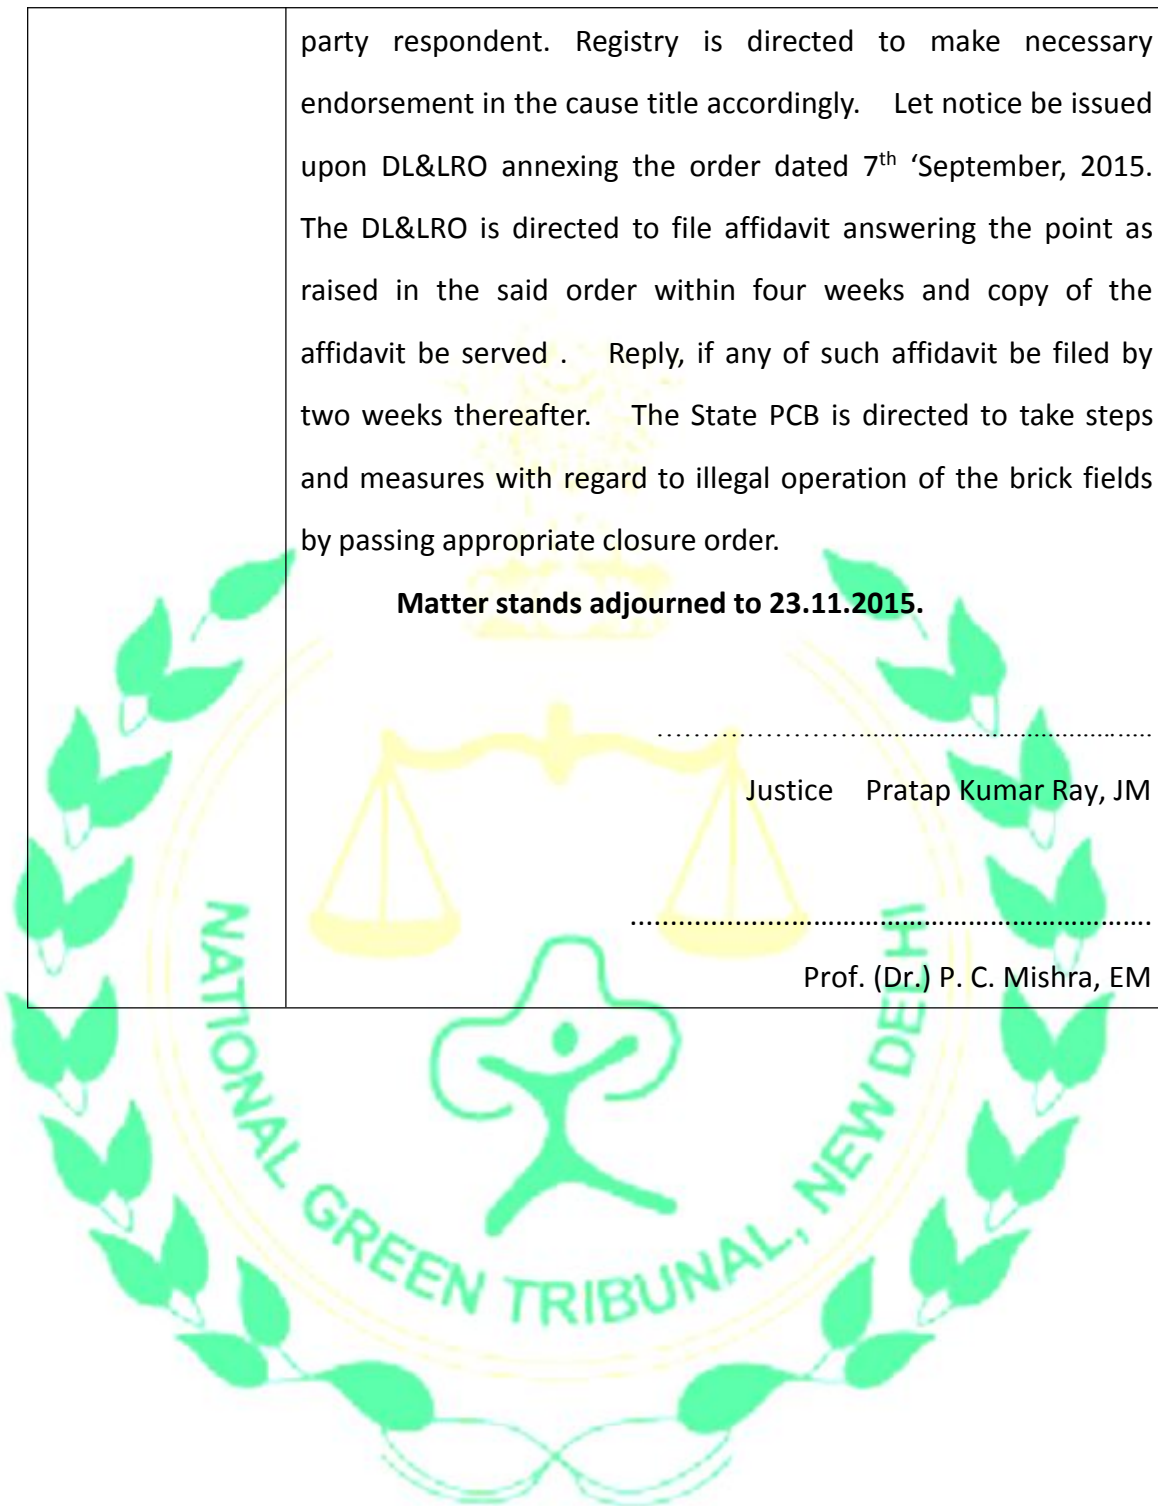 party respondent. Registry is directed to make necessary
endorsement in the cause title accordingly. Let notice be issued
upon DL&LRO annexing the order dated 7th ‘September, 2015.
The DL&LRO is directed to file affidavit answering the point as
raised in the said order within four weeks and copy of the
affidavit be served . Reply, if any of such affidavit be filed by
two weeks thereafter. The State PCB is directed to take steps
and measures with regard to illegal operation of the brick fields
by passing appropriate closure order.
Matter stands adjourned to 23.11.2015.
Justice Pratap Kumar Ray, JM
Prof. (Dr.) P. C. Mishra, EM
NATIONAL GREEN TRIBUNAL, NEW DELHI